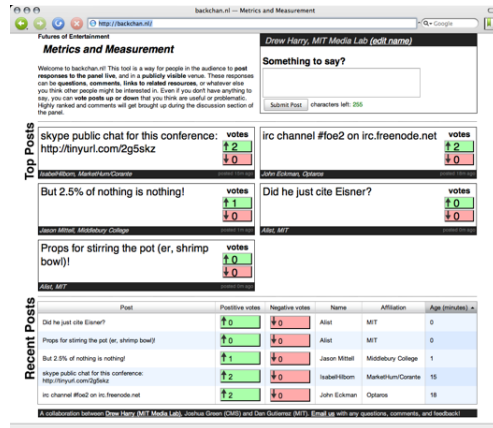 backchan.nl — Metrics and Measurement
http://backchan.nl/
Google
Futures of Entertainment
Metrics and Measurement
Welcome to backchan.nl! This tool is a way for people in the audience to post
responses to the panel live, and in a publicly visible venue. These responses
can be questions, comments, links to related resources, or whatever else
you think other people might be interested in. Even if you don't have anything to
say, you can vote posts up or down that you think are useful or problematic.
Highly ranked and comments will get brought up during the discussion section of
the panel.
Drew Harry, MIT Media Lab (edit name)
Something to say?
Submit Post characters left: 255
Top Posts
skype public chat for this conference:
http://tinyurl.com/2g5skz
votes
2
0
IsabelHilborn, MarketHum/Corante
irc channel #foe2 on irc.freenode.net
votes
2
0
John Eckman, Optaros
But 2.5% of nothing is nothing!
votes
1
0
Jason Mittell, Middlebury College
Did he just cite Eisner?
votes
0
0
Alist, MIT
Props for stirring the pot (er, shrimp
bowl)!
votes
0
0
Alist, MIT
Recent Posts
Post Positive votes Negative votes Name Affiliation Age (minutes)
Did he just cite Eisner? 0 0 Alist MIT 0
Props for stirring the pot (er, shrimp bowl)! 0 0 Alist MIT 0
But 2.5% of nothing is nothing! 1 0 Jason Mittell Middlebury College 1
skype public chat for this conference:
http://tinyurl.com/2g5skz 2 0 IsabelHilborn MarketHum/Corante 15
irc channel #foe2 on irc.freenode.net 2 0 John Eckman Optaros 18
A collaboration between Drew Harry (MIT Media Lab), Joshua Green (CMS) and Dan Gutierrez (MIT). Email us with any questions, comments, and feedback!